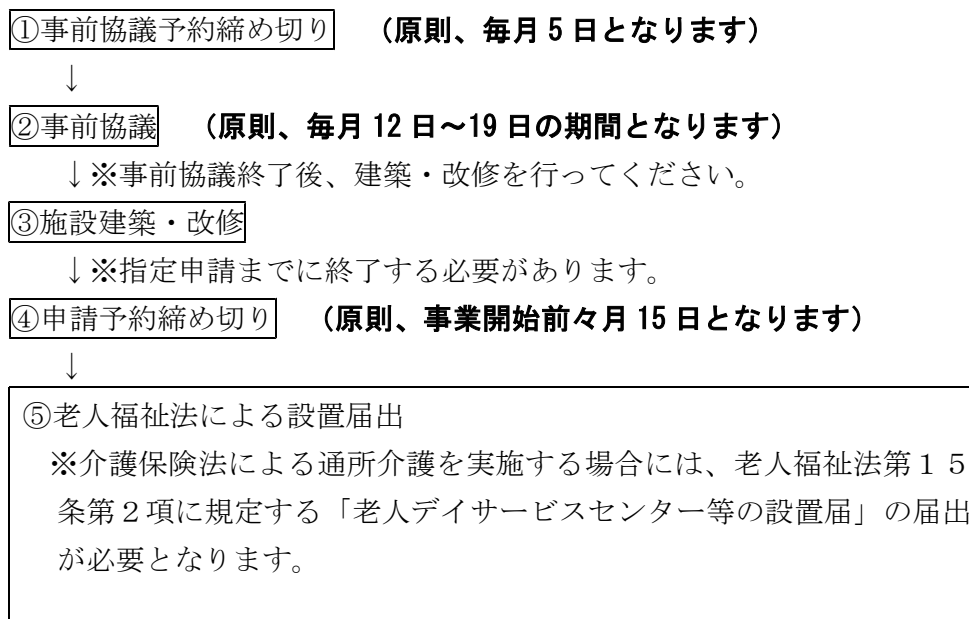 ①事前協議予約締め切り （原則、毎月5日となります）
↓
②事前協議 （原則、毎月12日～19日の期間となります）
↓※事前協議終了後、建築・改修を行ってください。
③施設建築・改修
↓※指定申請までに終了する必要があります。
④申請予約締め切り （原則、事業開始前々月15日となります）
↓
⑤老人福祉法による設置届出
※介護保険法による通所介護を実施する場合には、老人福祉法第１５
条第２項に規定する「老人デイサービスセンター等の設置届」の届出
が必要となります。